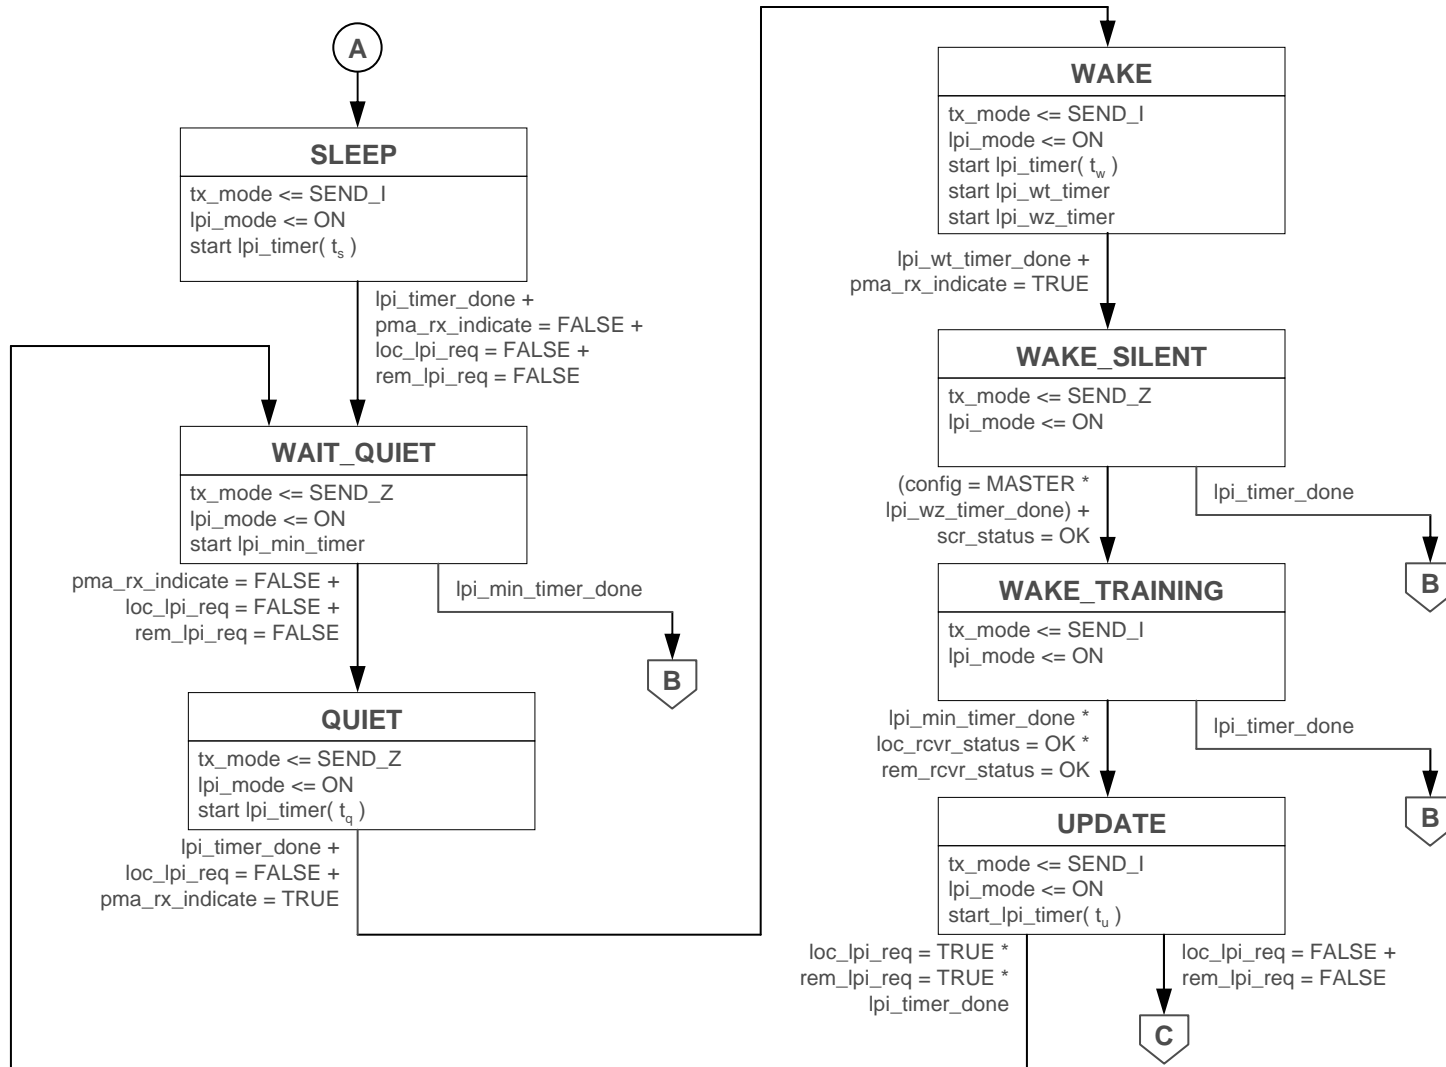 A
SLEEP
tx_mode <= SEND_I
lpi_mode <= ON
start lpi_timer( t_s )
lpi_timer_done +
pma_rx_indicate = FALSE +
loc_lpi_req = FALSE +
rem_lpi_req = FALSE
WAIT_QUIET
tx_mode <= SEND_Z
lpi_mode <= ON
start lpi_min_timer
pma_rx_indicate = FALSE +
loc_lpi_req = FALSE +
rem_lpi_req = FALSE
lpi_min_timer_done
B
QUIET
tx_mode <= SEND_Z
lpi_mode <= ON
start lpi_timer( t_q )
lpi_timer_done +
loc_lpi_req = FALSE +
pma_rx_indicate = TRUE
WAKE
tx_mode <= SEND_I
lpi_mode <= ON
start lpi_timer( t_w )
start lpi_wt_timer
start lpi_wz_timer
lpi_wt_timer_done +
pma_rx_indicate = TRUE
WAKE_SILENT
tx_mode <= SEND_Z
lpi_mode <= ON
(config = MASTER *
lpi_wz_timer_done) +
scr_status = OK
lpi_timer_done
B
WAKE_TRAINING
tx_mode <= SEND_I
lpi_mode <= ON
lpi_min_timer_done *
loc_rcvr_status = OK *
rem_rcvr_status = OK
lpi_timer_done
B
UPDATE
tx_mode <= SEND_I
lpi_mode <= ON
start_lpi_timer( t_u )
loc_lpi_req = TRUE *
rem_lpi_req = TRUE *
lpi_timer_done
loc_lpi_req = FALSE +
rem_lpi_req = FALSE
C